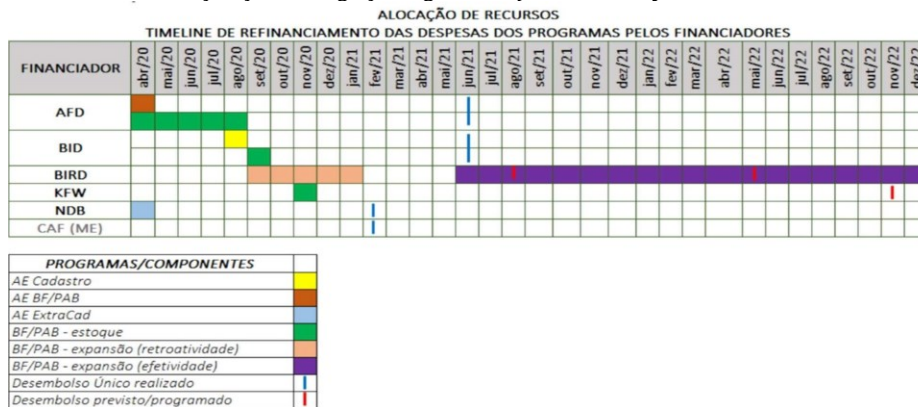 ALOCAÇÃO DE RECURSOS
TIMELINE DE REFINANCIAMENTO DAS DESPESAS DOS PROGRAMAS PELOS FINANCIADORES
FINANCIADOR abr/20 mai/20 jun/20 jul/20 ago/20 set/20 out/20 nov/20 dez/20 jan/21 fev/21 mar/21 abr/21 mai/21 jun/21 jul/21 ago/21 set/21 out/21 nov/21 dez/21 jan/22 fev/22 mar/22 abr/22 mai/22 jun/22 jul/22 ago/22 set/22 out/22 nov/22
AFD
BID
BIRD
KFW
NDB
CAF (ME)
PROGRAMAS/COMPONENTES
AE Cadastro
AE BF/PAB
AE ExtraCad
BF/PAB - estoque
BF/PAB - expansão (retroatividade)
BF/PAB - expansão (efetividade)
Desembolso Único realizado
Desembolso previsto/programado